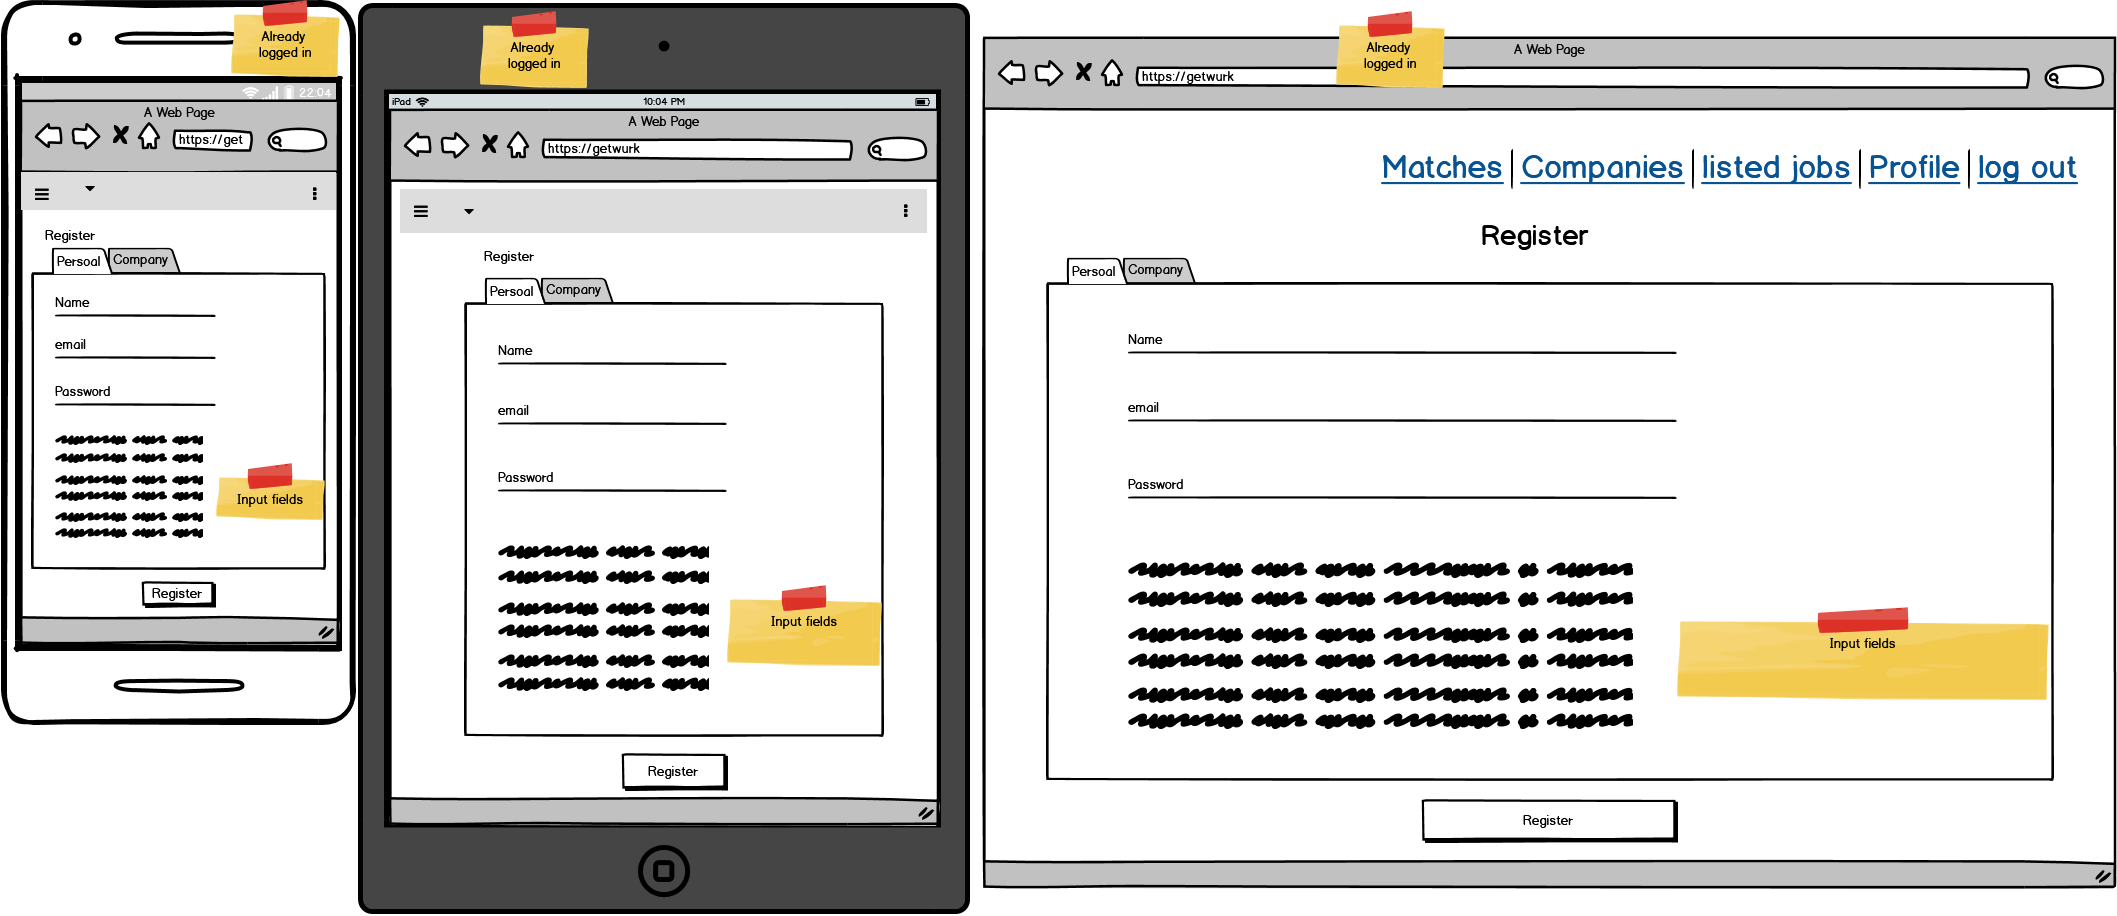 Already
logged in
22:04
A Web Page
https://get
Register
Persoal Company
Name
email
Password
Input fields
Register
Already
logged in
iPad 10:04 PM
A Web Page
https://getwurk
Register
Persoal Company
Name
email
Password
Input fields
Register
Already
logged in
A Web Page
https://getwurk
Matches Companies listed jobs Profile log out
Register
Persoal Company
Name
email
Password
Input fields
Register